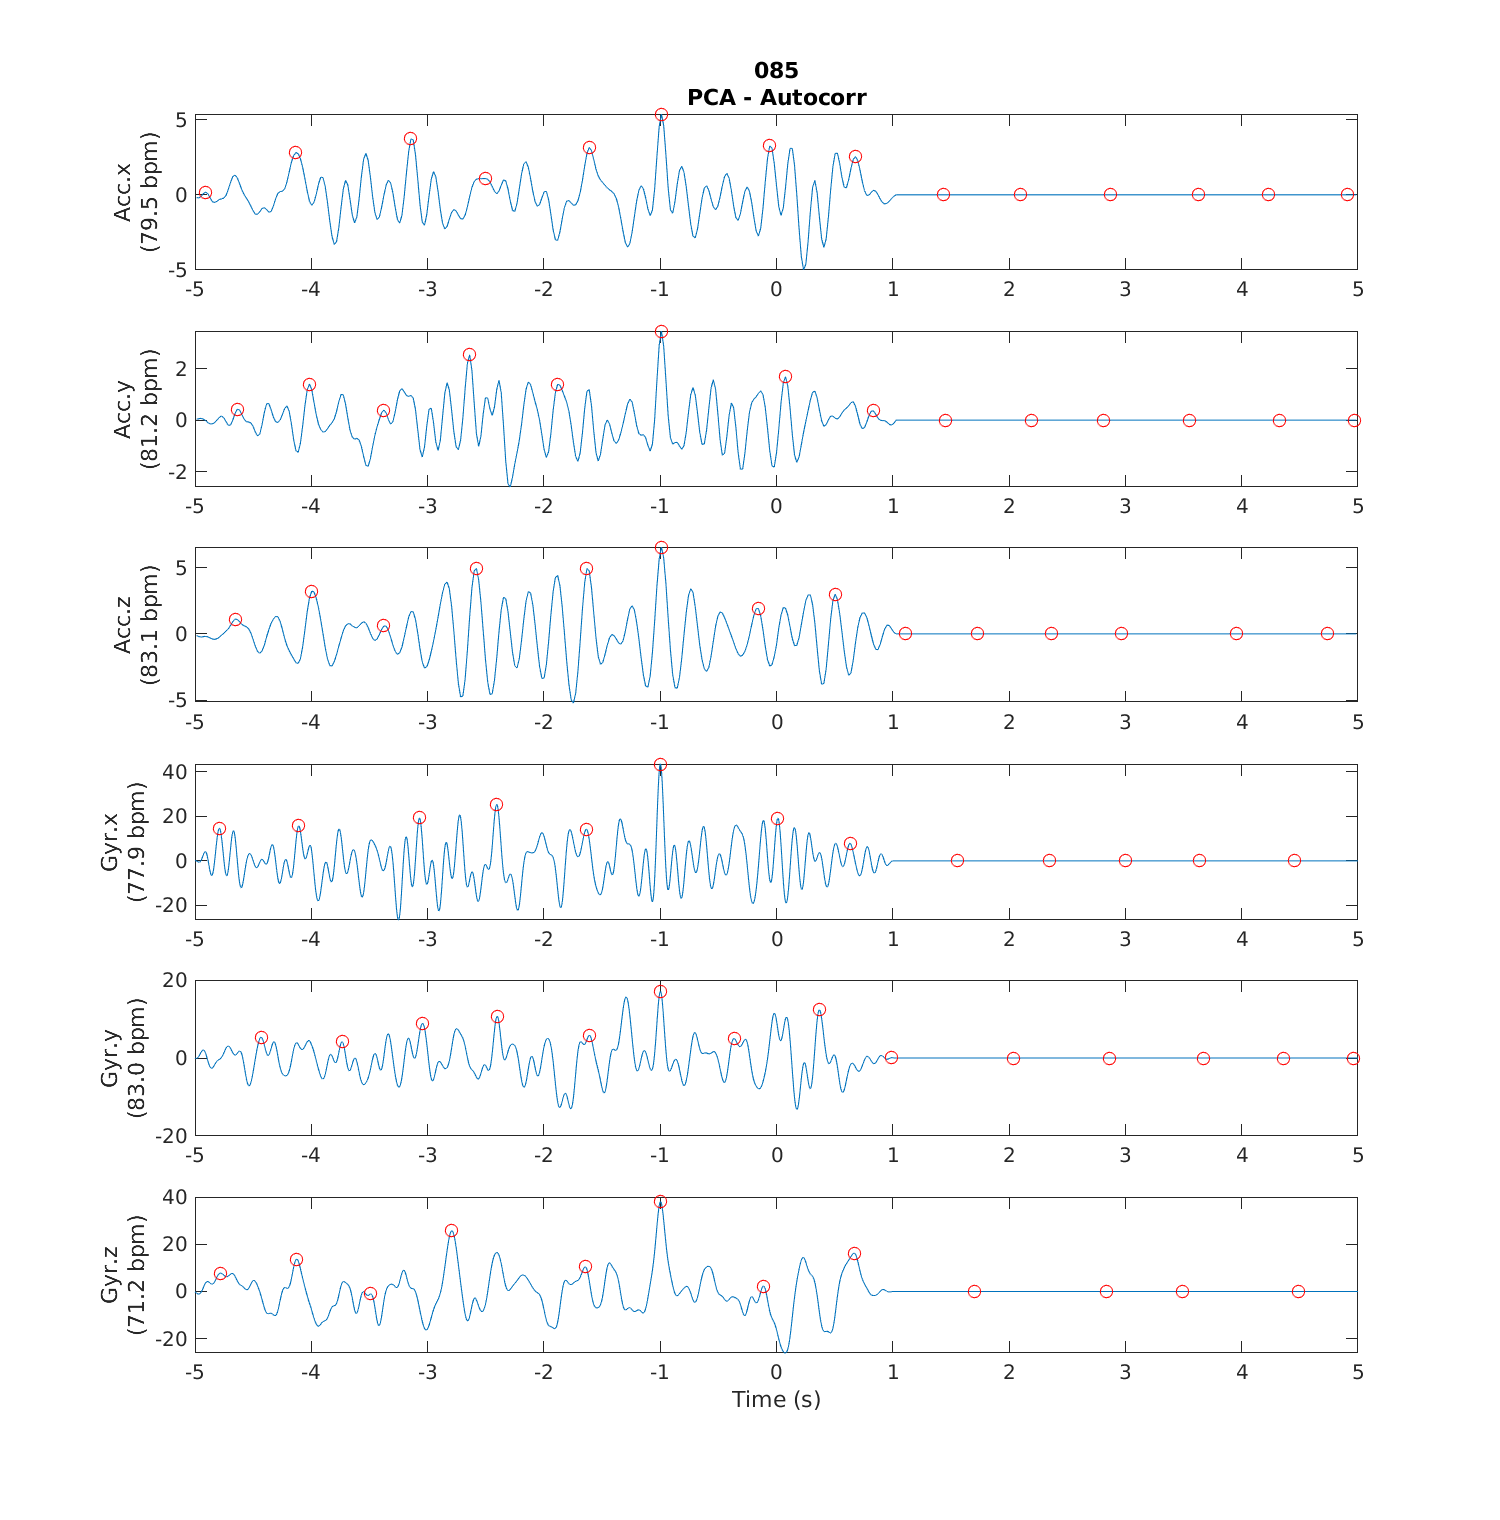 085
PCA - Autocorr
Acc.x
(79.5 bpm)
5
0
-5
-5 -4 -3 -2 -1 0 1 2 3 4 5
Acc.y
(81.2 bpm)
2
0
-2
-5 -4 -3 -2 -1 0 1 2 3 4 5
Acc.z
(83.1 bpm)
5
0
-5
-5 -4 -3 -2 -1 0 1 2 3 4 5
Gyr.x
(77.9 bpm)
40
20
0
-20
-5 -4 -3 -2 -1 0 1 2 3 4 5
Gyr.y
(83.0 bpm)
20
0
-20
-5 -4 -3 -2 -1 0 1 2 3 4 5
Gyr.z
(71.2 bpm)
40
20
0
-20
-5 -4 -3 -2 -1 0 1 2 3 4 5
Time (s)